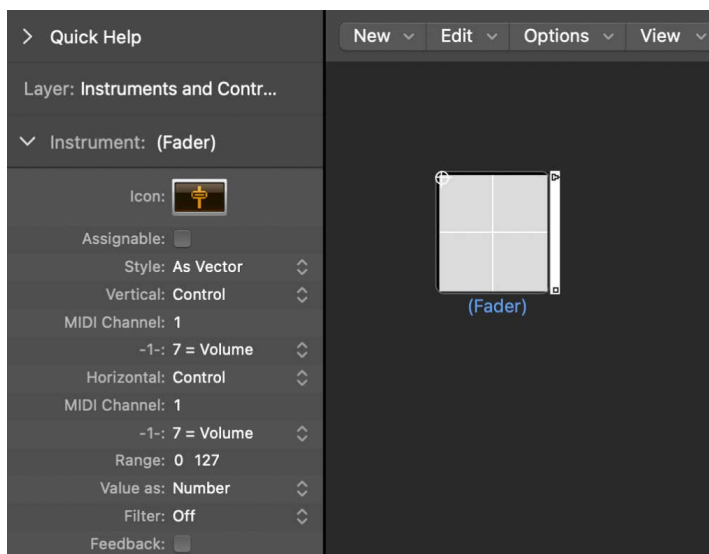 Quick Help
New Edit Options View
Layer: Instruments and Contr...
Instrument: (Fader)
Icon:
Assignable:
Style: As Vector
Vertical: Control
MIDI Channel: 1
-1-: 7 = Volume
Horizontal: Control
MIDI Channel: 1
-1-: 7 = Volume
Range: 0 127
Value as: Number
Filter: Off
Feedback:
(Fader)